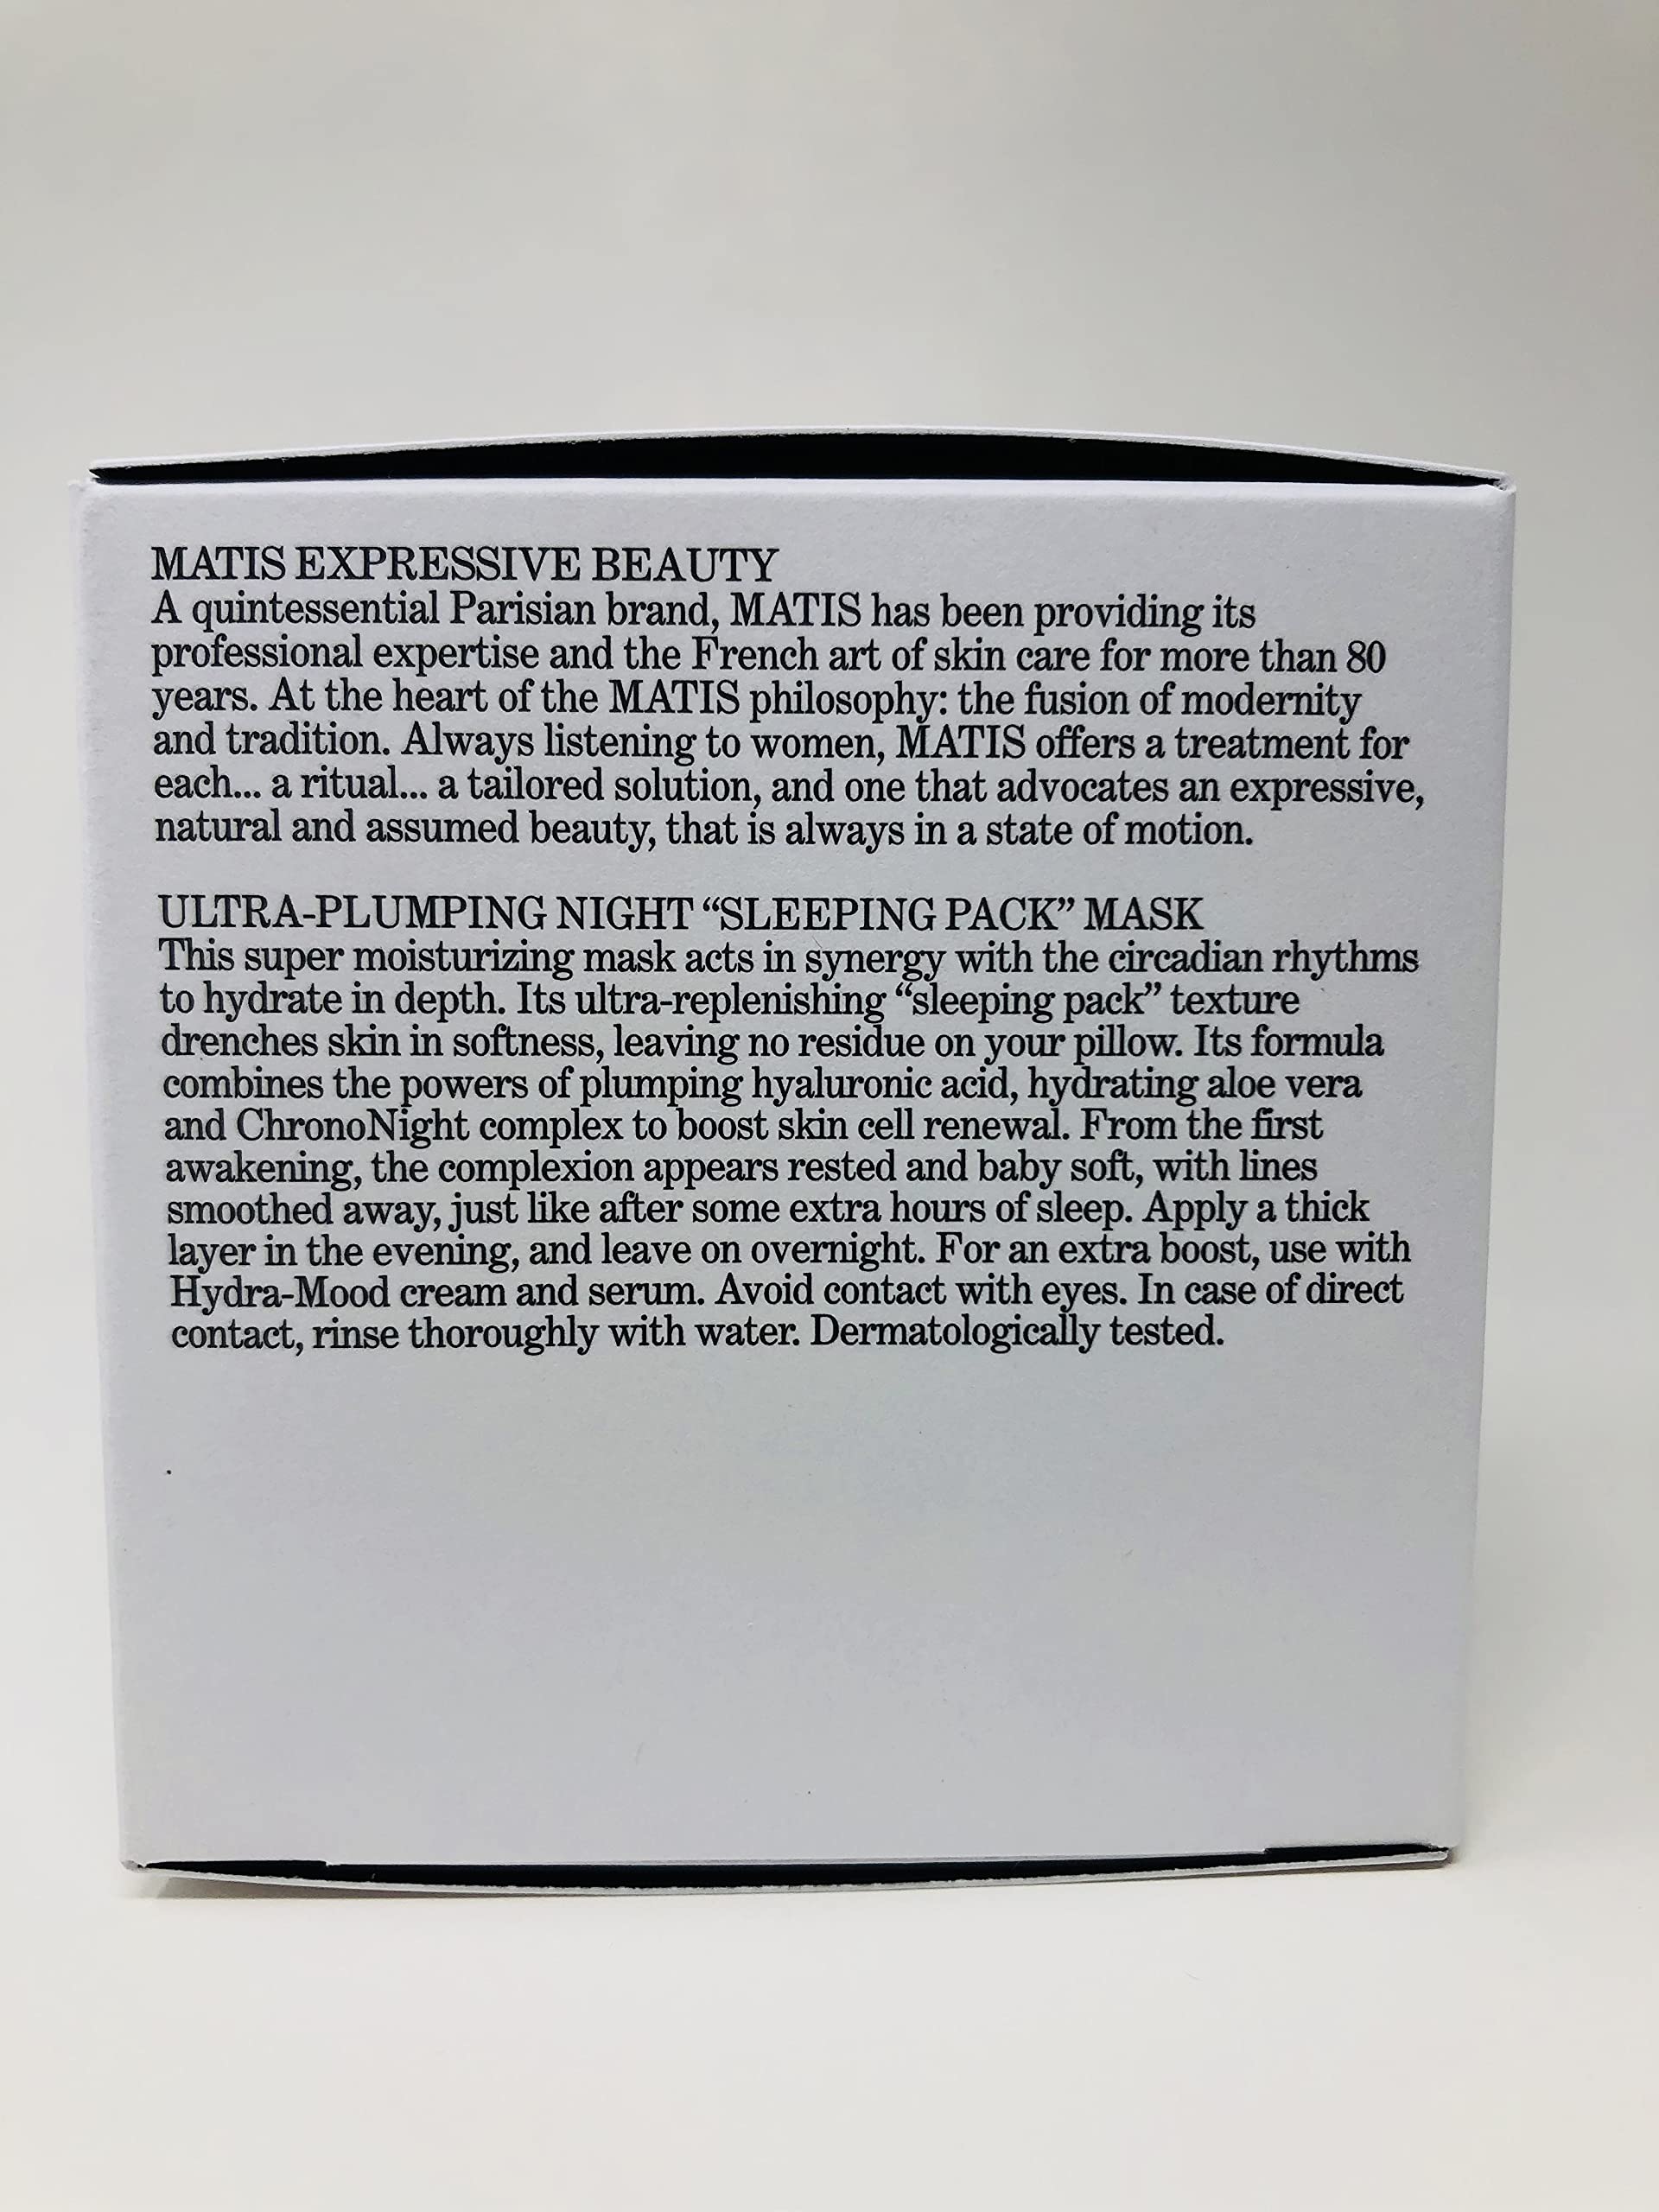 MATIS EXPRESSIVE BEAUTY
A quintessential Parisian brand, MATIS has been providing its
professional expertise and the French art of skin care for more than 80
years. At the heart of the MATIS philosophy: the fusion of modernity
and tradition. Always listening to women, MATIS offers a treatment for
each... a ritual... a tailored solution, and one that advocates an expressive,
natural and assumed beauty, that is always in a state of motion.
ULTRA-PLUMPING NIGHT “SLEEPING PACK” MASK
This super moisturizing mask acts in synergy with the circadian rhythms
to hydrate in depth. Its ultra-replenishing “sleeping pack” texture
drenches skin in softness, leaving no residue on your pillow. Its formula
combines the powers of plumping hyaluronic acid, hydrating aloe vera
and ChronoNight complex to boost skin cell renewal. From the first
awakening, the complexion appears rested and baby soft, with lines
smoothed away, just like after some extra hours of sleep. Apply a thick
layer in the evening, and leave on overnight. For an extra boost, use with
Hydra-Mood cream and serum. Avoid contact with eyes. In case of direct
contact, rinse thoroughly with water. Dermatologically tested.